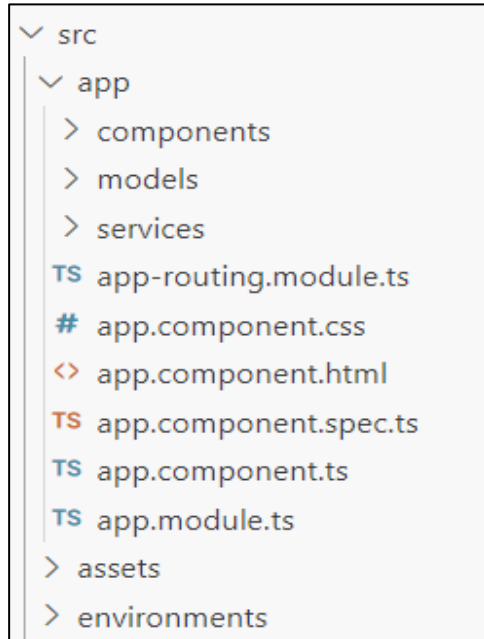 src
app
components
models
services
TS app-routing.module.ts
# app.component.css
<> app.component.html
TS app.component.spec.ts
TS app.component.ts
TS app.module.ts
assets
environments